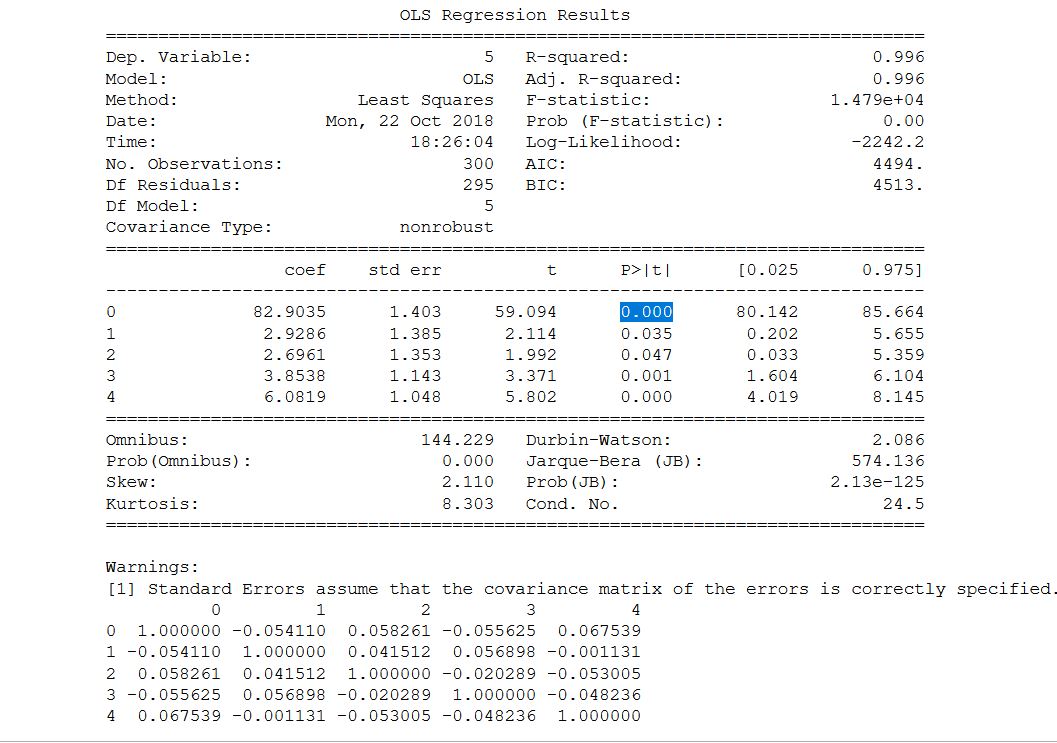 OLS Regression Results
==============================================================================
Dep. Variable:                      5   R-squared:                       0.996
Model:                            OLS   Adj. R-squared:                  0.996
Method:                 Least Squares   F-statistic:                 1.479e+04
Date:                Mon, 22 Oct 2018   Prob (F-statistic):               0.00
Time:                        18:26:04   Log-Likelihood:                -2242.2
No. Observations:                 300   AIC:                             4494.
Df Residuals:                     295   BIC:                             4513.
Df Model:                           5
Covariance Type:            nonrobust
==============================================================================
                 coef    std err          t      P>|t|      [0.025      0.975]
------------------------------------------------------------------------------
0             82.9035      1.403     59.094      0.000      80.142      85.664
1              2.9286      1.385      2.114      0.035       0.202       5.655
2              2.6961      1.353      1.992      0.047       0.033       5.359
3              3.8538      1.143      3.371      0.001       1.604       6.104
4              6.0819      1.048      5.802      0.000       4.019       8.145
==============================================================================
Omnibus:                      144.229   Durbin-Watson:                   2.086
Prob(Omnibus):                  0.000   Jarque-Bera (JB):              574.136
Skew:                           2.110   Prob(JB):                    2.13e-125
Kurtosis:                       8.303   Cond. No.                         24.5
==============================================================================
Warnings:
[1] Standard Errors assume that the covariance matrix of the errors is correctly specified.
          0         1         2         3         4
0  1.000000 -0.054110  0.058261 -0.055625  0.067539
1 -0.054110  1.000000  0.041512  0.056898 -0.001131
2  0.058261  0.041512  1.000000 -0.020289 -0.053005
3 -0.055625  0.056898 -0.020289  1.000000 -0.048236
4  0.067539 -0.001131 -0.053005 -0.048236  1.000000